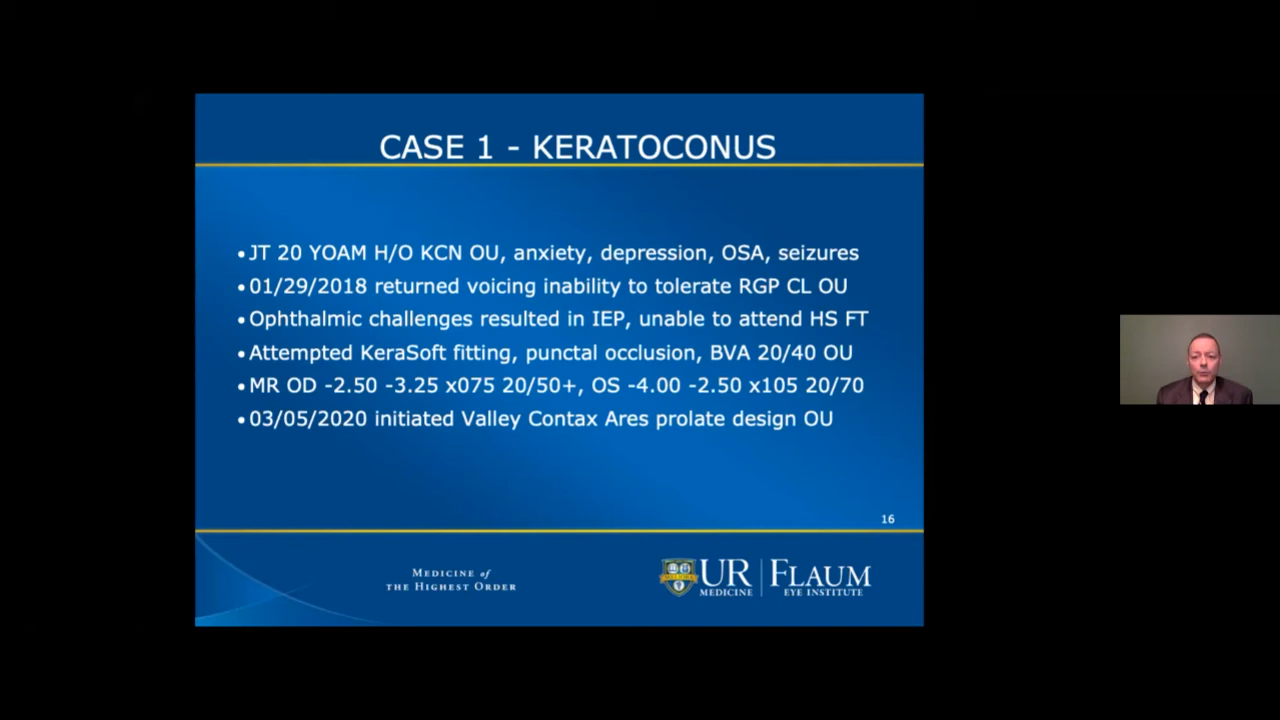 CASE 1 - KERATOCONUS
•JT 20 YOAM H/O KCN OU, anxiety, depression, OSA, seizures
•01/29/2018 returned voicing inability to tolerate RGP CL OU
•Ophthalmic challenges resulted in IEP, unable to attend HS FT
•Attempted KeraSoft fitting, punctal occlusion, BVA 20/40 OU
•MR OD -2.50 -3.25 x075 20/50+, OS -4.00 -2.50 x105 20/70
•03/05/2020 initiated Valley Contax Ares prolate design OU
16
MEDICINE of
THE HIGHEST ORDER
UR
MEDICINE
FLAUM
EYE INSTITUTE